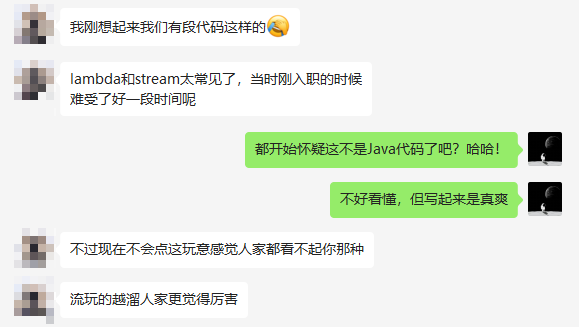 我刚想起来我们有段代码这样的
lambda和stream太常见了，当时刚入职的时候
难受了好一段时间呢
都开始怀疑这不是Java代码了吧？哈哈！
不好看懂，但写起来是真爽
不过现在不会点这玩意感觉人家都看不起你那种
流玩的越溜人家更觉得厉害